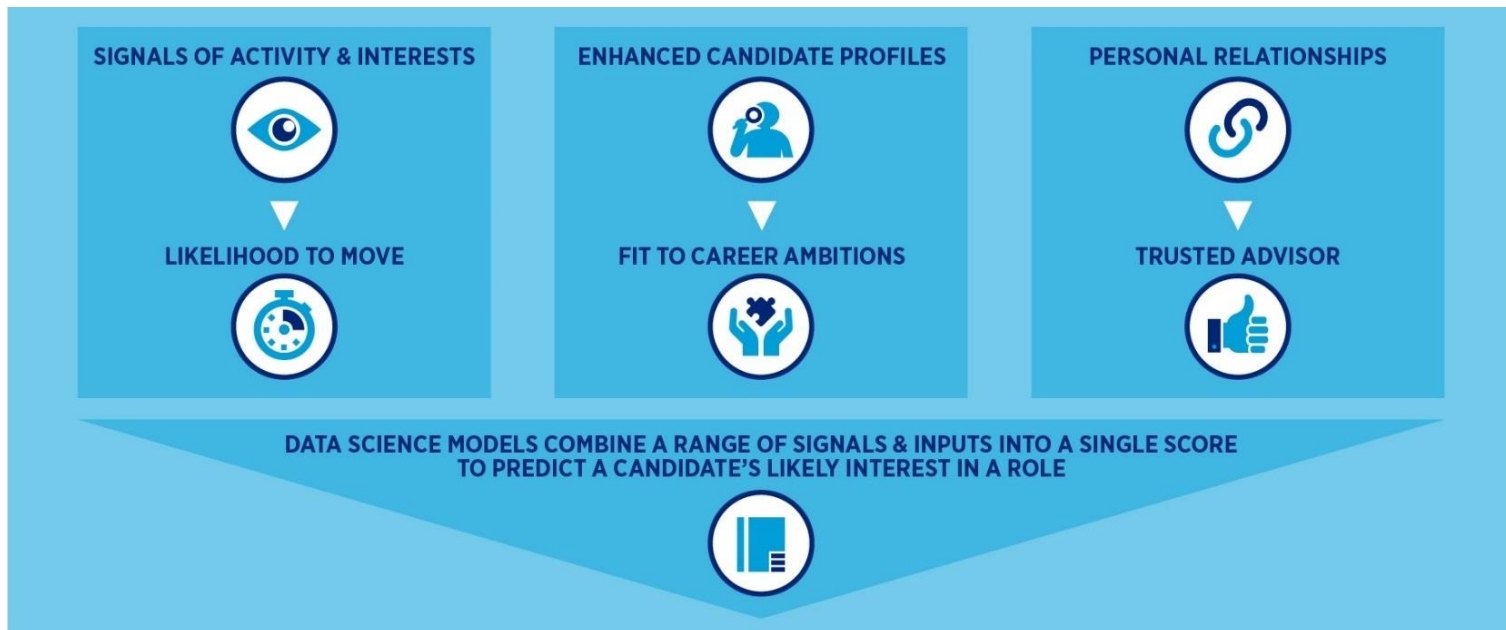 SIGNALS OF ACTIVITY & INTERESTS
LIKELIHOOD TO MOVE
ENHANCED CANDIDATE PROFILES
FIT TO CAREER AMBITIONS
PERSONAL RELATIONSHIPS
TRUSTED ADVISOR
DATA SCIENCE MODELS COMBINE A RANGE OF SIGNALS & INPUTS INTO A SINGLE SCORE
TO PREDICT A CANDIDATE'S LIKELY INTEREST IN A ROLE